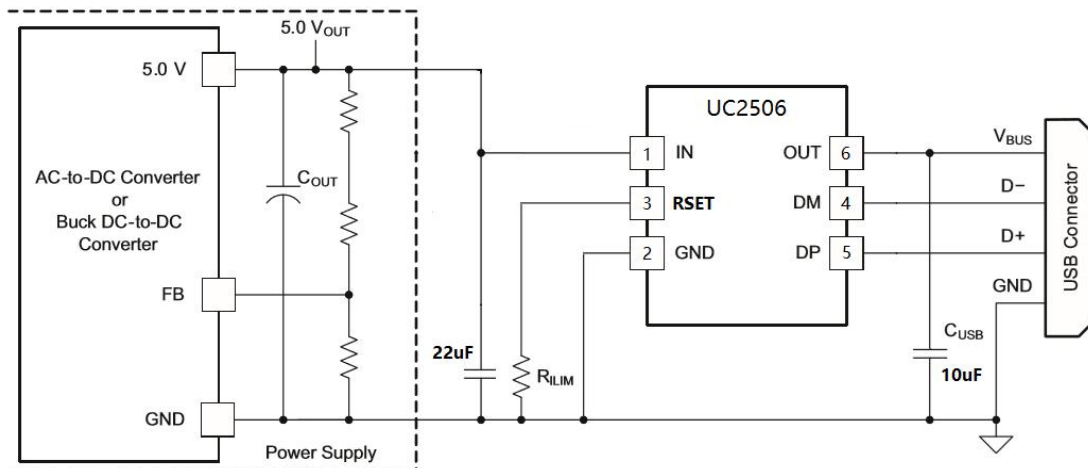 5.0 VOUT
5.0 V
AC-to-DC Converter
or
Buck DC-to-DC
Converter
COUT
FB
GND
Power Supply
22uF
RILIM
UC2506
1 IN
3 RSET
2 GND
OUT 6
DM 4
DP 5
VBUS
D−
D+
GND
CUSB
10uF
USB Connector